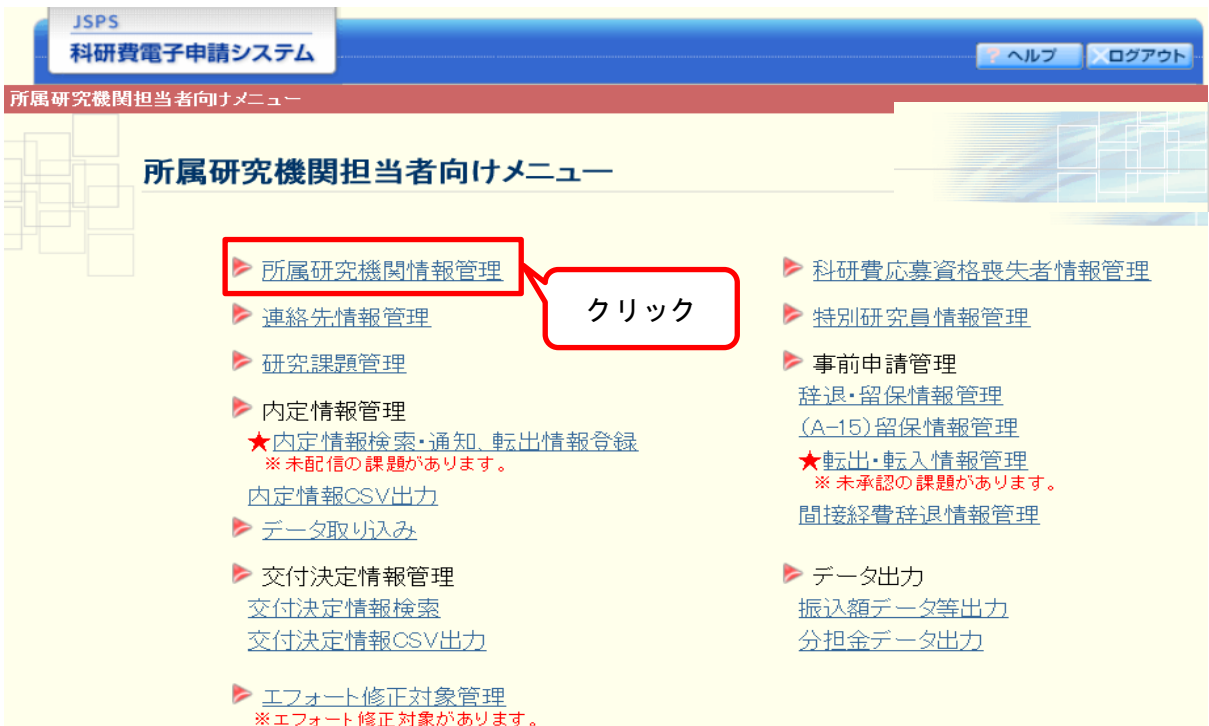 JSPS
科研費電子申請システム
? ヘルプ
×ログアウト
所属研究機関担当者向けメニュー
所属研究機関担当者向けメニュー
所属研究機関情報管理
クリック
連絡先情報管理
研究課題管理
内定情報管理
★内定情報検索・通知、転出情報登録
※未配信の課題があります。
内定情報CSV出力
データ取り込み
交付決定情報管理
交付決定情報検索
交付決定情報CSV出力
エフォート修正対象管理
※エフォート修正対象があります。
科研費応募資格喪失者情報管理
特別研究員情報管理
事前申請管理
辞退・留保情報管理
(A-15)留保情報管理
★転出・転入情報管理
※未承認の課題があります。
間接経費辞退情報管理
データ出力
振込額データ等出力
分担金データ出力